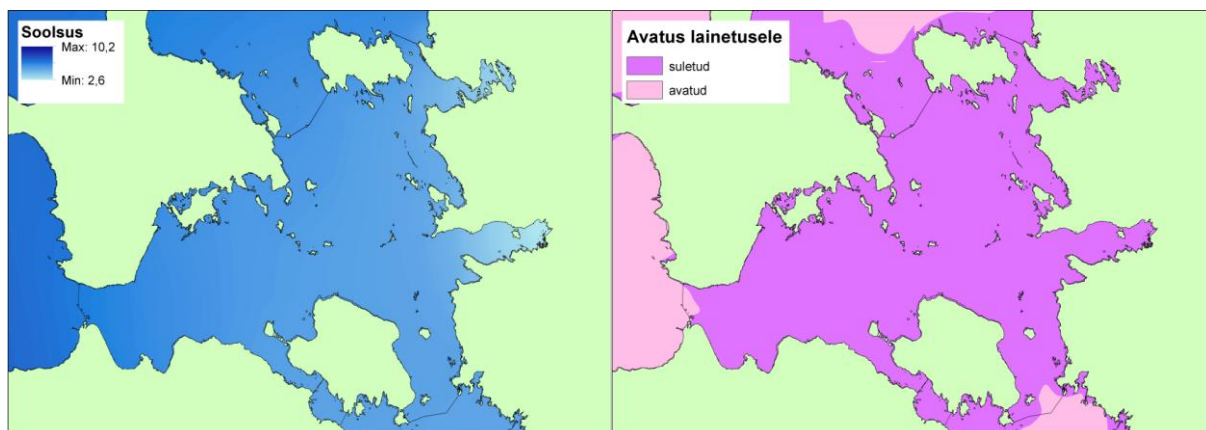 Soolsus
Max: 10,2
Min: 2,6
Avatus lainetusele
suletud
avatud